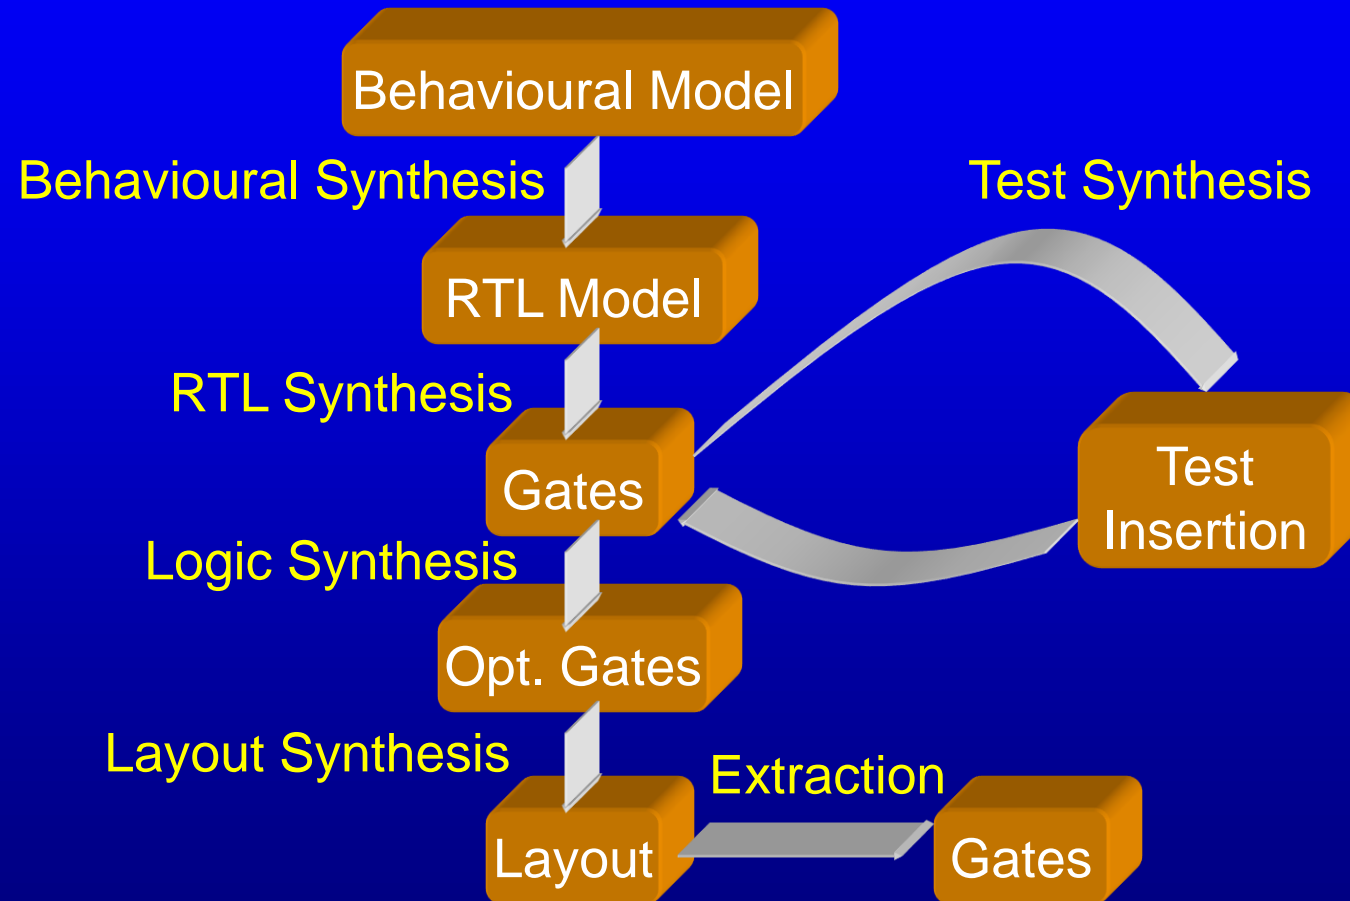 Behavioural Model
Behavioural Synthesis
Test Synthesis
RTL Model
RTL Synthesis
Gates
Test
Insertion
Logic Synthesis
Opt. Gates
Layout Synthesis
Extraction
Layout
Gates